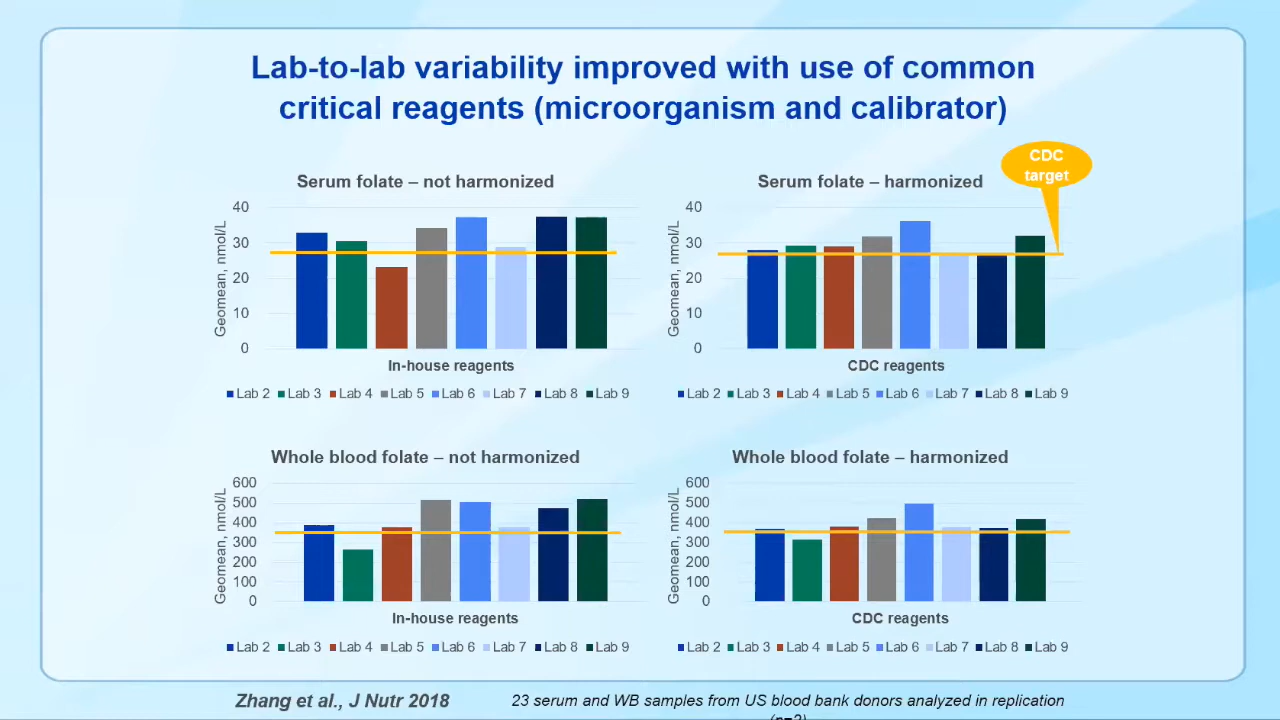 Lab-to-lab variability improved with use of common
critical reagents (microorganism and calibrator)
CDC
target
Serum folate – not harmonized
Geomean, nmol/L
40
30
20
10
0
In-house reagents
Lab 2 Lab 3 Lab 4 Lab 5 Lab 6 Lab 7 Lab 8 Lab 9
Serum folate – harmonized
Geomean, nmol/L
40
30
20
10
0
CDC reagents
Lab 2 Lab 3 Lab 4 Lab 5 Lab 6 Lab 7 Lab 8 Lab 9
Whole blood folate – not harmonized
Geomean, nmol/L
600
500
400
300
200
100
0
In-house reagents
Lab 2 Lab 3 Lab 4 Lab 5 Lab 6 Lab 7 Lab 8 Lab 9
Whole blood folate – harmonized
Geomean, nmol/L
600
500
400
300
200
100
0
CDC reagents
Lab 2 Lab 3 Lab 4 Lab 5 Lab 6 Lab 7 Lab 8 Lab 9
Zhang et al., J Nutr 2018
23 serum and WB samples from US blood bank donors analyzed in replication